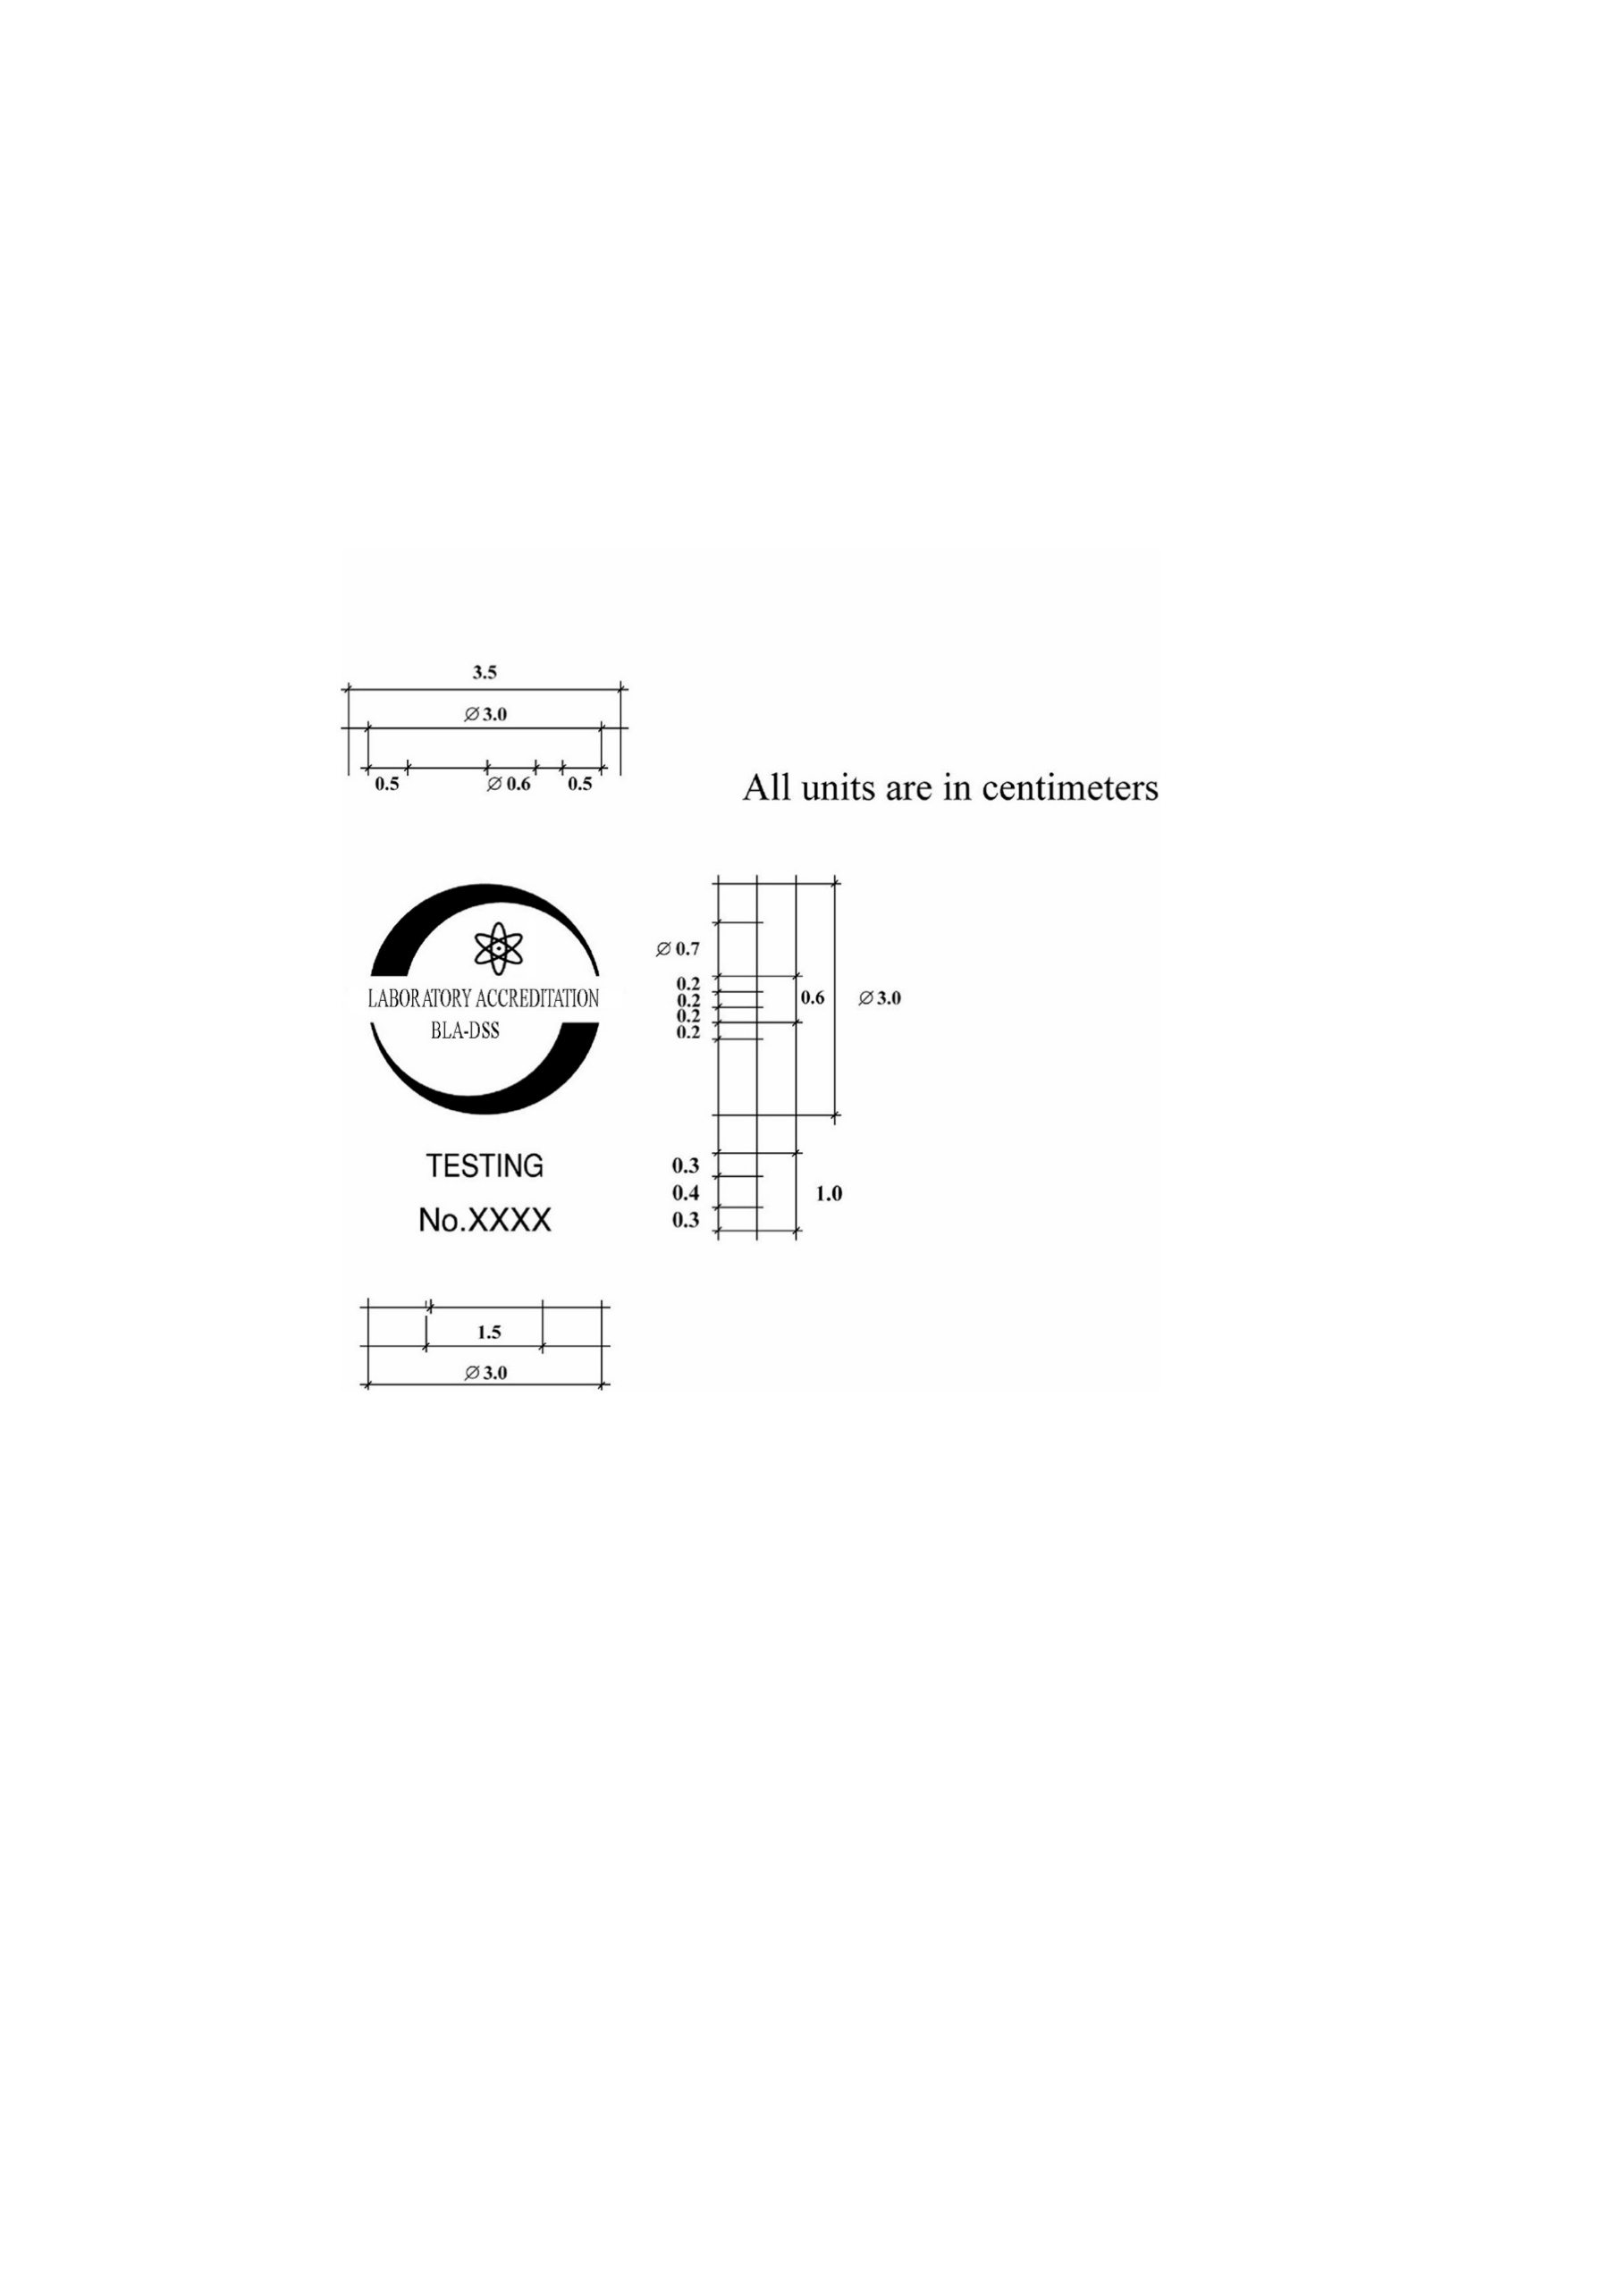 3.5
∅ 3.0
0.5 ∅ 0.6 0.5
All units are in centimeters
∅ 0.7
0.2
0.2
0.2
0.2
0.6
∅ 3.0
LABORATORY ACCREDITATION
BLA-DSS
TESTING
No.XXXX
0.3
0.4
0.3
1.0
1.5
∅ 3.0